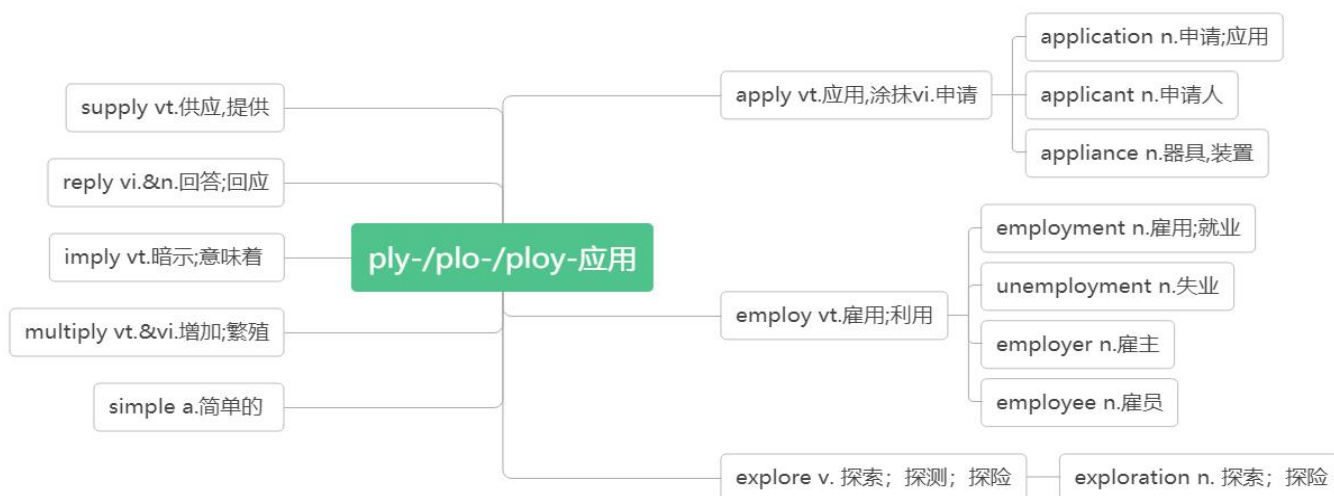 supply vt.供应,提供
reply vi.&n.回答;回应
imply vt.暗示;意味着
multiply vt.&vi.增加;繁殖
simple a.简单的
ply-/plo-/ploy-应用
apply vt.应用,涂抹vi.申请
application n.申请;应用
applicant n.申请人
appliance n.器具,装置
employ vt.雇用;利用
employment n.雇用;就业
unemployment n.失业
employer n.雇主
employee n.雇员
explore v. 探索；探测；探险
exploration n. 探索；探险